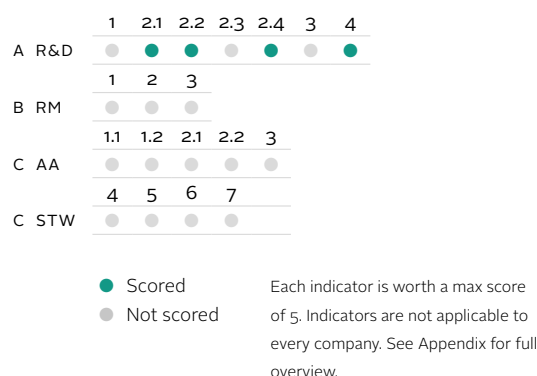 1 2.1 2.2 2.3 2.4 3 4
A R&D
1 2 3
B RM
1.1 1.2 2.1 2.2 3
C AA
4 5 6 7
C STW
Scored
Not scored
Each indicator is worth a max score
of 5. Indicators are not applicable to
every company. See Appendix for full
overview.